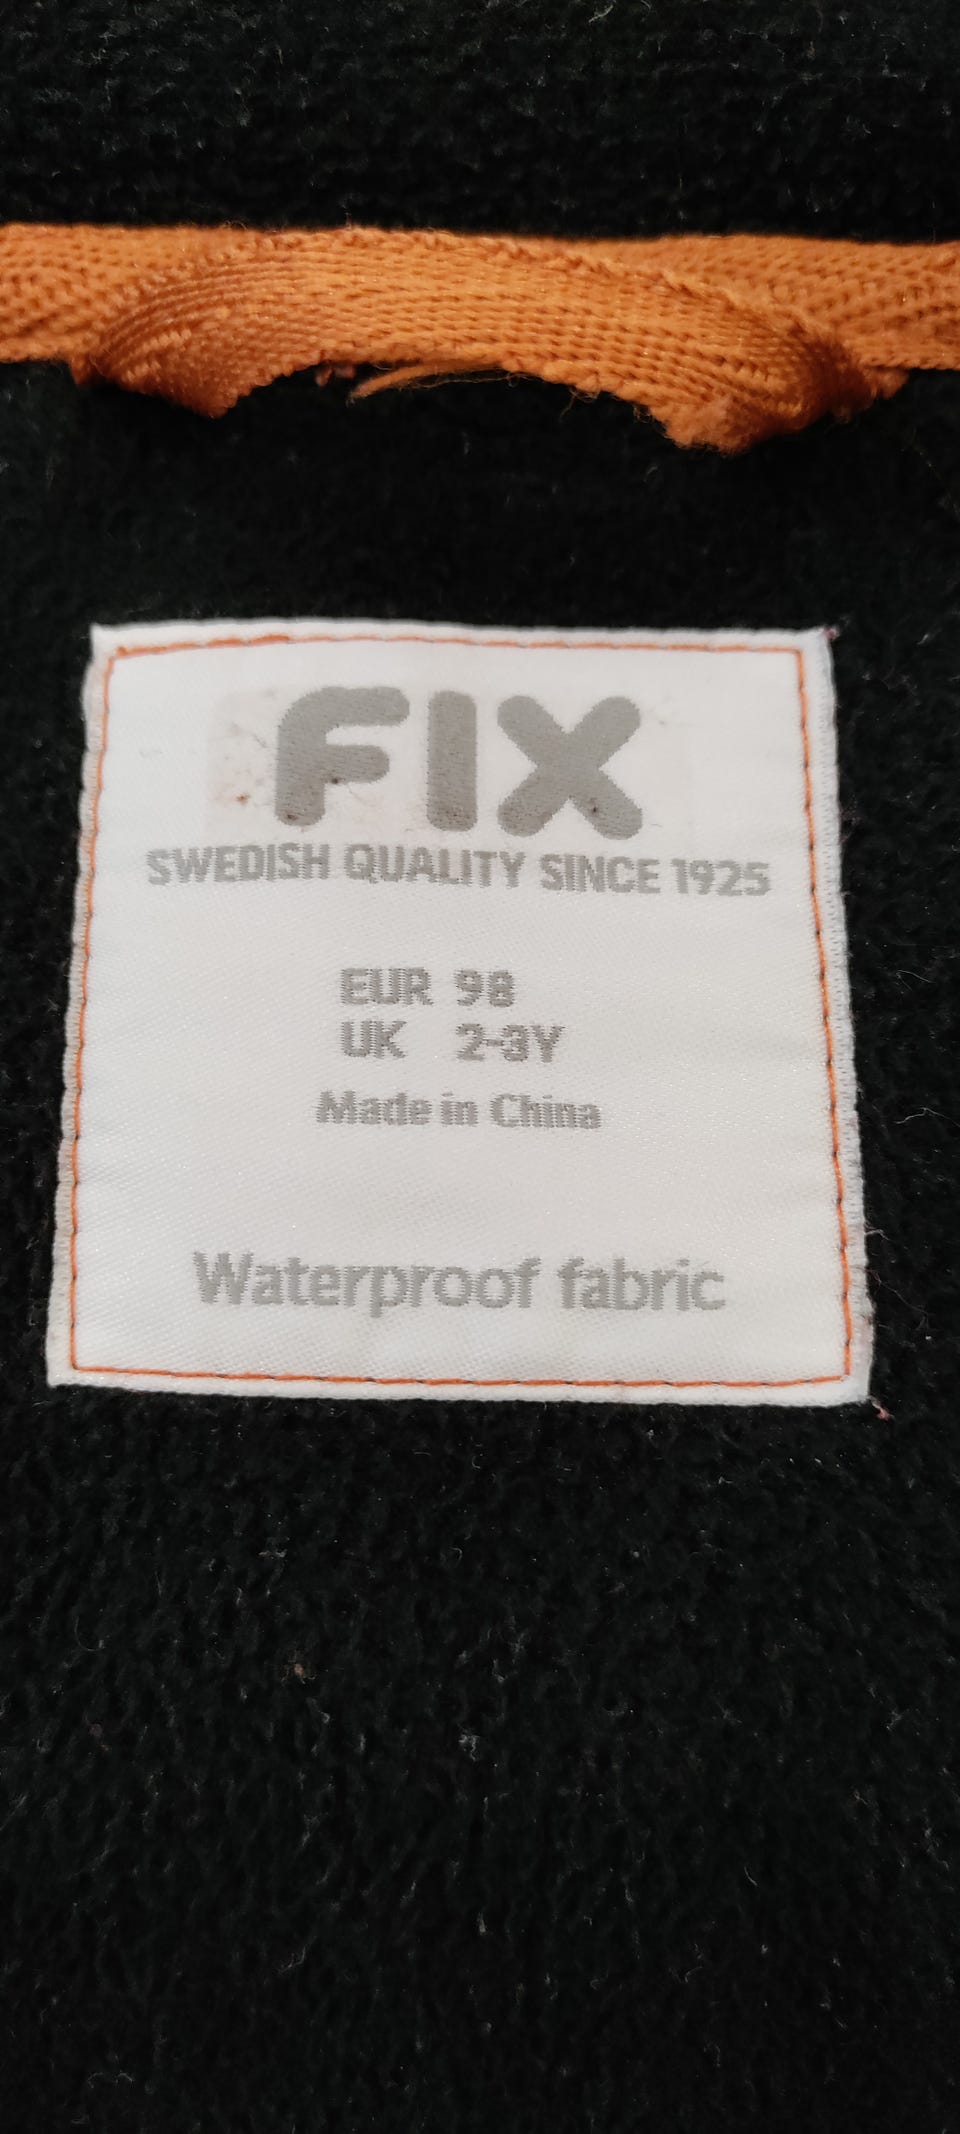 FIX
SWEDISH QUALITY SINCE 1925
EUR 98
UK 2-3Y
Made in China
Waterproof fabric